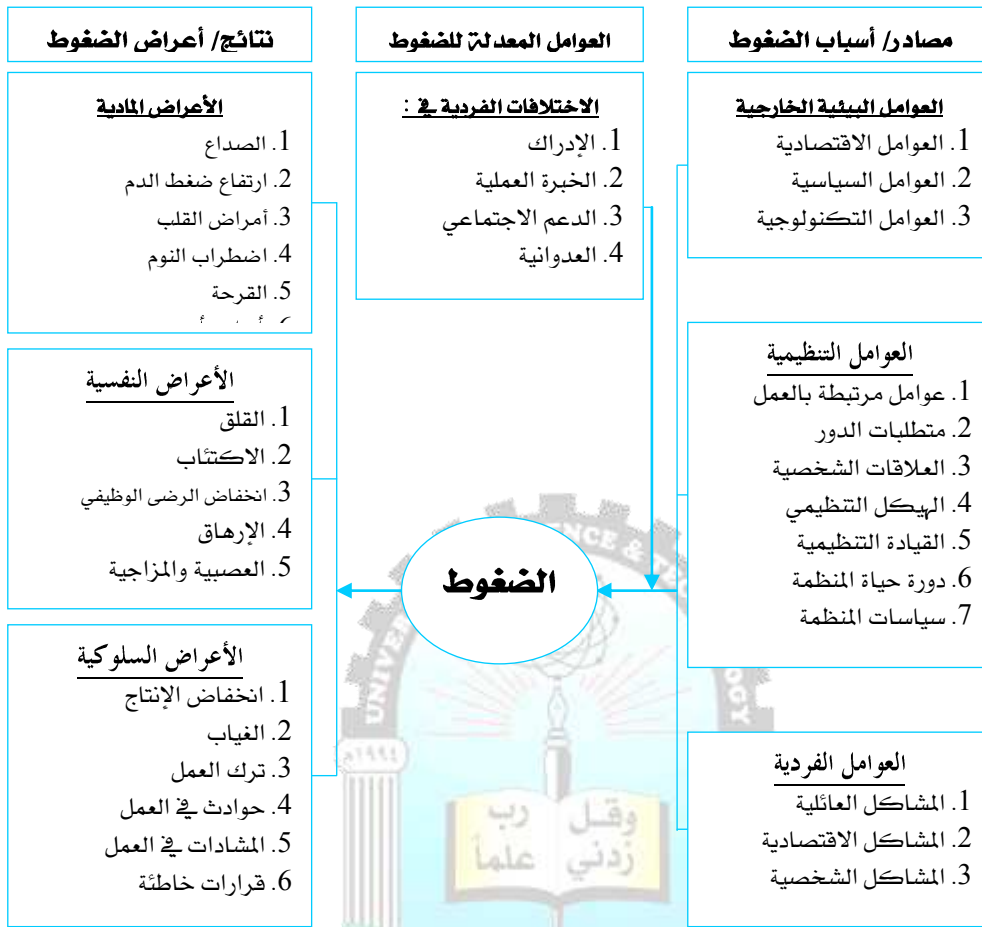 مصادر/ أسباب الضغوط
العوامل البيئية الخارجية
1. العوامل الاقتصادية
2. العوامل السياسية
3. العوامل التكنولوجية
العوامل التنظيمية
1. عوامل مرتبطة بالعمل
2. متطلبات الدور
3. العلاقات الشخصية
4. الهيكل التنظيمي
5. القيادة التنظيمية
6. دورة حياة المنظمة
7. سياسات المنظمة
العوامل الفردية
1. المشاكل العائلية
2. المشاكل الاقتصادية
3. المشاكل الشخصية
العوامل المعدلة للضغوط
الاختلافات الفردية في :
1. الإدراك
2. الخبرة العملية
3. الدعم الاجتماعي
4. العدوانية
الضغوط
نتائج/ أعراض الضغوط
الأعراض المادية
1. الصداع
2. ارتفاع ضغط الدم
3. أمراض القلب
4. اضطراب النوم
5. القرحة
الأعراض النفسية
1. القلق
2. الاكتئاب
3. انخفاض الرضى الوظيفي
4. الإرهاق
5. العصبية والمزاجية
الأعراض السلوكية
1. انخفاض الإنتاج
2. الغياب
3. ترك العمل
4. حوادث في العمل
5. المشادات في العمل
6. قرارات خاطئة
وقل رب
زدني علماً
١٩٩٤م